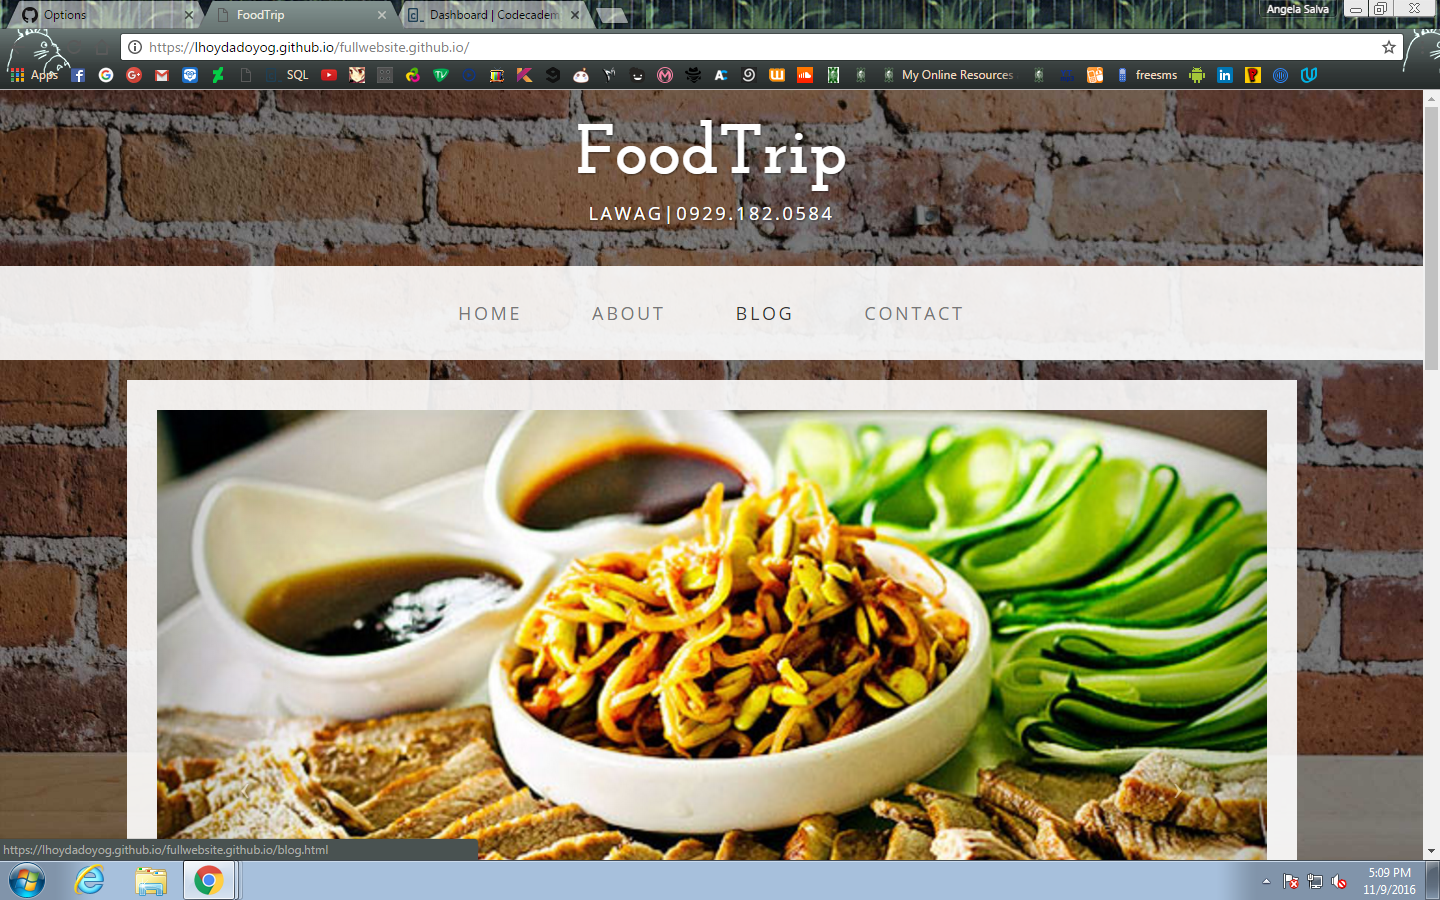 Options
FoodTrip
Dashboard | Codecadem
Angela Salva
https://lhoydadoyog.github.io/fullwebsite.github.io/
Apps
SQL
My Online Resources
freesms
FoodTrip
LAWAG|0929.182.0584
HOME
ABOUT
BLOG
CONTACT
https://lhoydadoyog.github.io/fullwebsite.github.io/blog.html
5:09 PM
11/9/2016